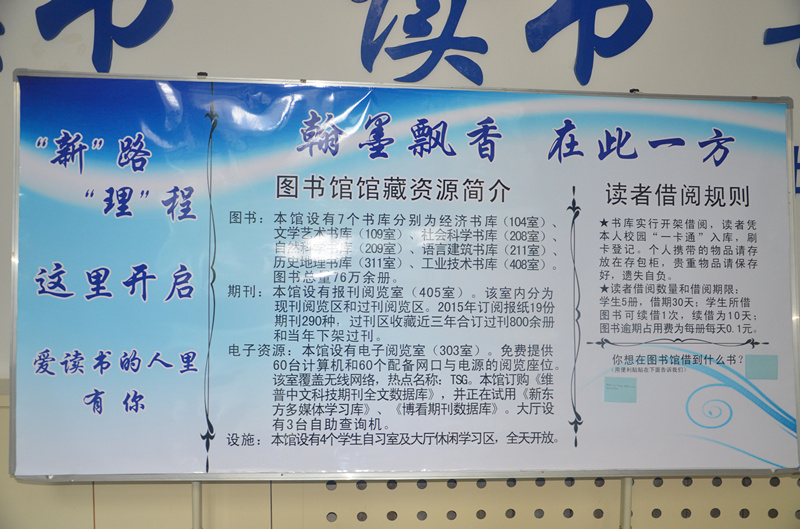 读书
“新”路
“理”程
这里开启
爱读书的人里
有你
翰墨飘香 在此一方
图书馆馆藏资源简介
图书：本馆设有7个书库分别为经济书库（104室）、
文学艺术书库（109室）、社会科学书库（208室）、
自然科学书库（209室）、语言建筑书库（211室）、
历史地理书库（311室）、工业技术书库（408室）。
图书总量76万余册。
期刊：本馆设有报刊阅览室（405室）。该室内分为
现刊阅览区和过刊阅览区。2015年订阅报纸19份
期刊290种，过刊区收藏近三年合订过刊800余册
和当年下架过刊。
电子资源：本馆设有电子阅览室（303室）。免费提供
60台计算机和60个配备网口与电源的阅览座位。
该室覆盖无线网络，热点名称：TSG。本馆订购《维
普中文科技期刊全文数据库》，并正在试用《新东
方多媒体学习库》、《博看期刊数据库》。大厅设
有3台自助查询机。
设施：本馆设有4个学生自习室及大厅休闲学习区，全天开放。
读者借阅规则
★书库实行开架借阅，读者凭
本人校园“一卡通”入库，刷
卡登记。个人携带的物品请存
放在存包柜，贵重物品请保存
好，遗失自负。
★读者借阅数量和借阅期限：
学生5册，借期30天；学生所借
图书可续借1次，续借为10天；
图书逾期占用费为每册每天0.1元。
你想在图书馆借到什么书？
（用便利贴贴在下面告诉我们）